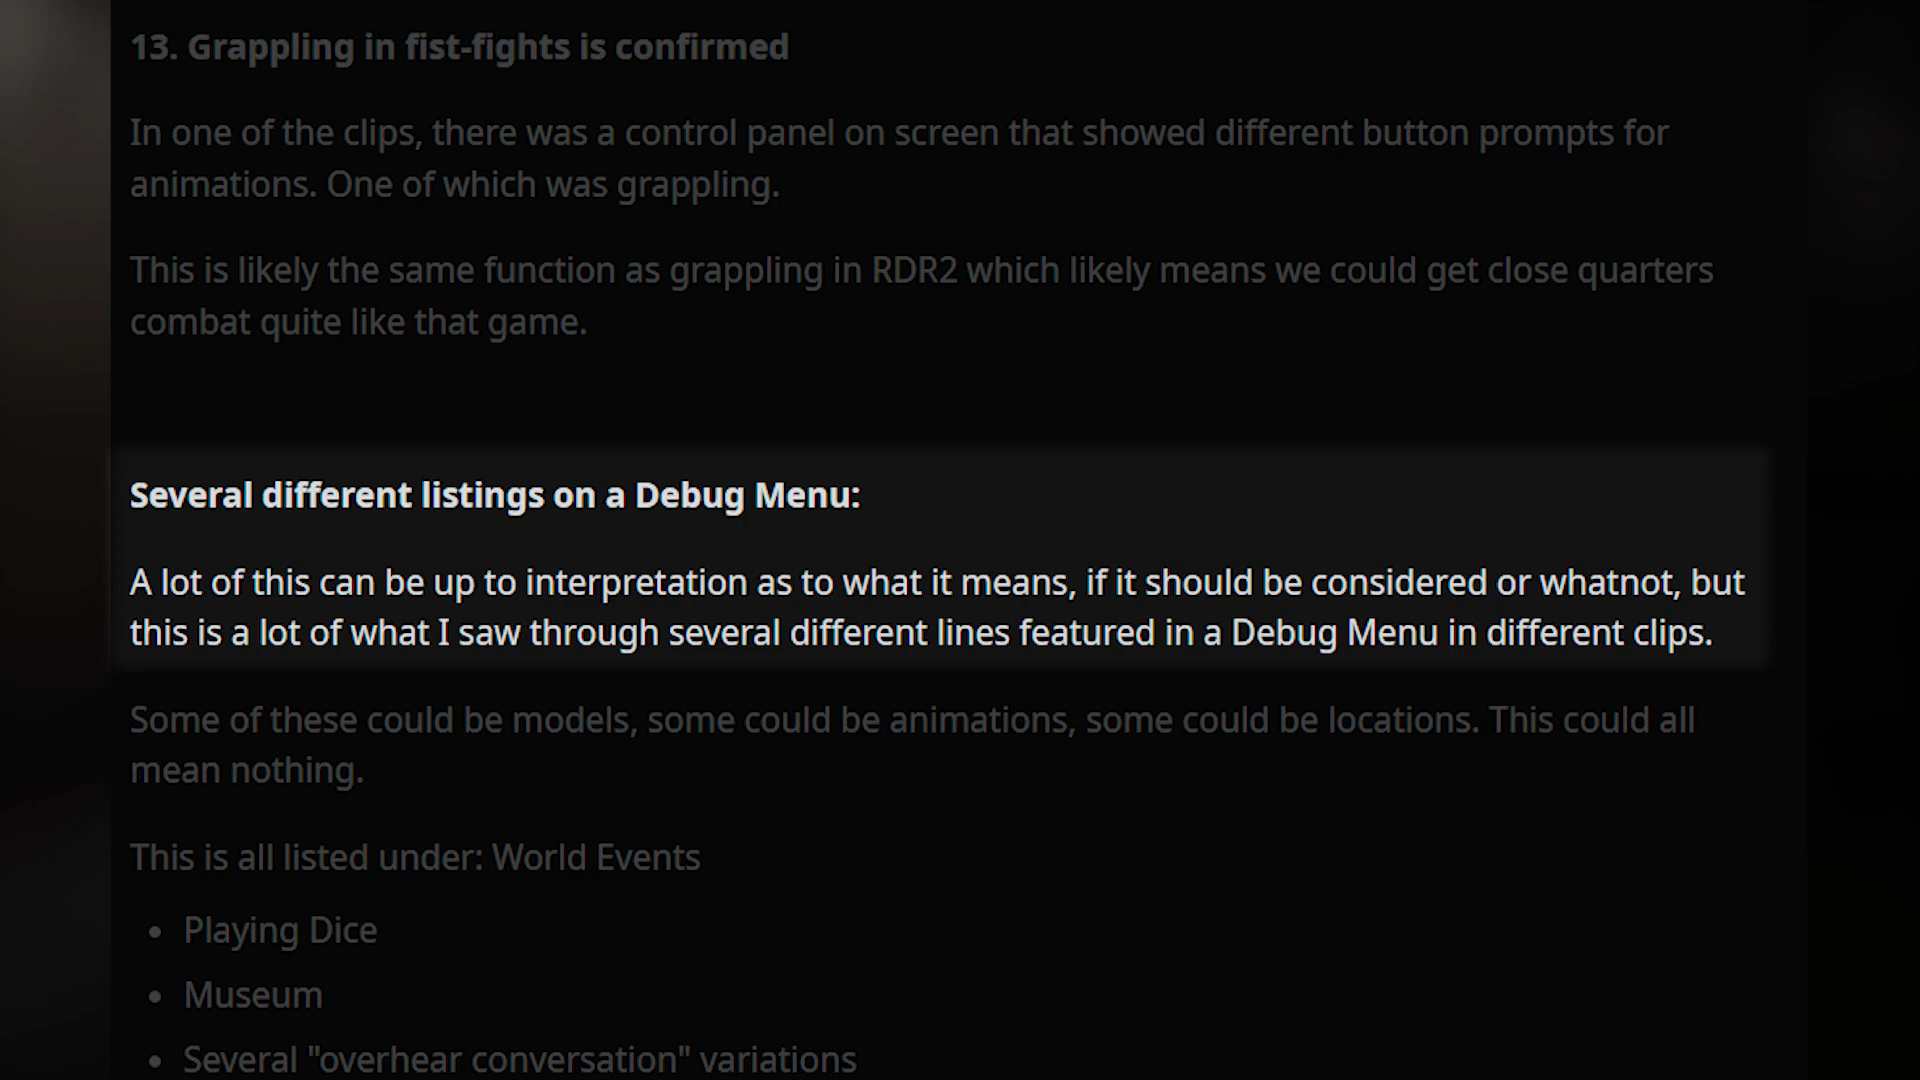 13. Grappling in fist-fights is confirmed
In one of the clips, there was a control panel on screen that showed different button prompts for
animations. One of which was grappling.
This is likely the same function as grappling in RDR2 which likely means we could get close quarters
combat quite like that game.
Several different listings on a Debug Menu:
A lot of this can be up to interpretation as to what it means, if it should be considered or whatnot, but
this is a lot of what I saw through several different lines featured in a Debug Menu in different clips.
Some of these could be models, some could be animations, some could be locations. This could all
mean nothing.
This is all listed under: World Events
• Playing Dice
• Museum
• Several "overhear conversation" variations